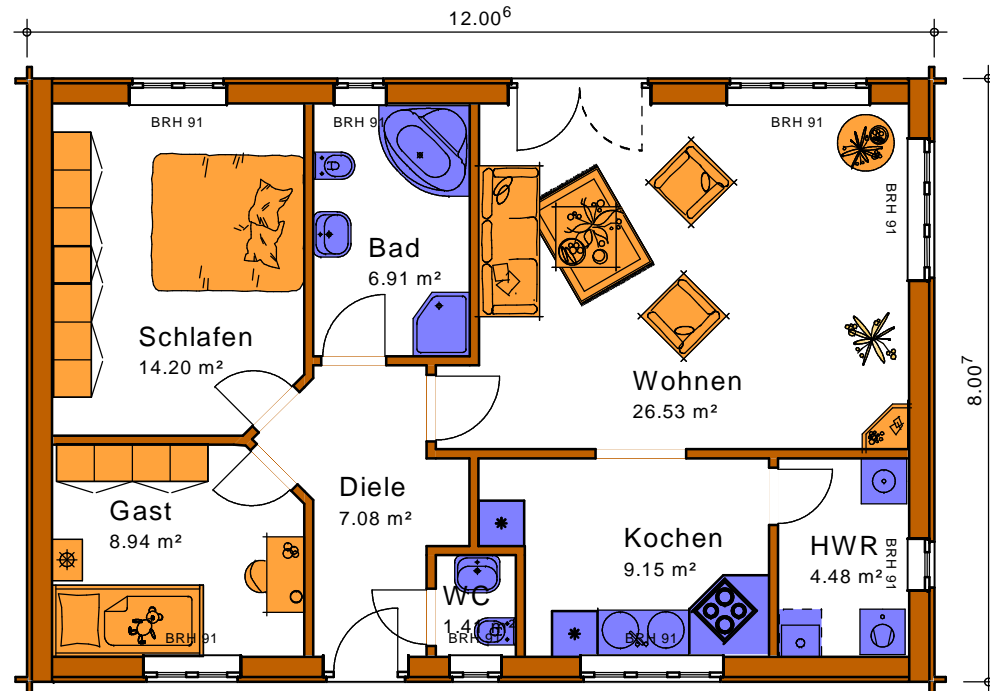 12.00⁶
BRH 91
BRH 91
BRH 91
BRH 91
Bad
6.91 m²
Schlafen
14.20 m²
Wohnen
26.53 m²
8.00⁷
Diele
7.08 m²
Gast
8.94 m²
Kochen
9.15 m²
HWR
4.48 m²
BRH 91
WC
BRH 91
BRH 91
BRH 91